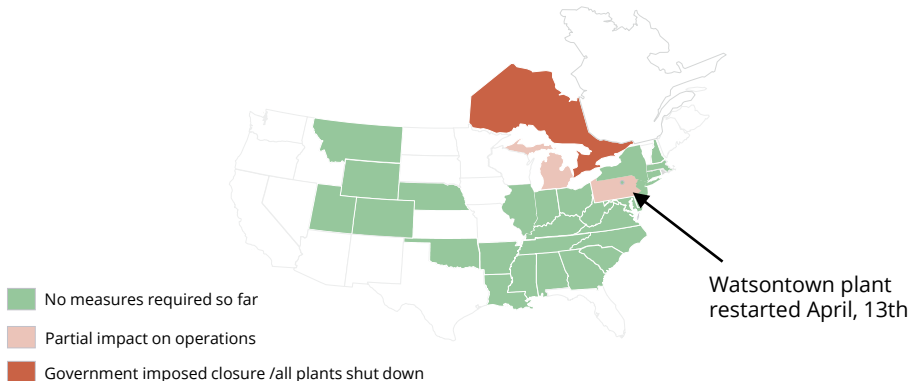 Watsontown plant
restarted April, 13th
No measures required so far
Partial impact on operations
Government imposed closure /all plants shut down